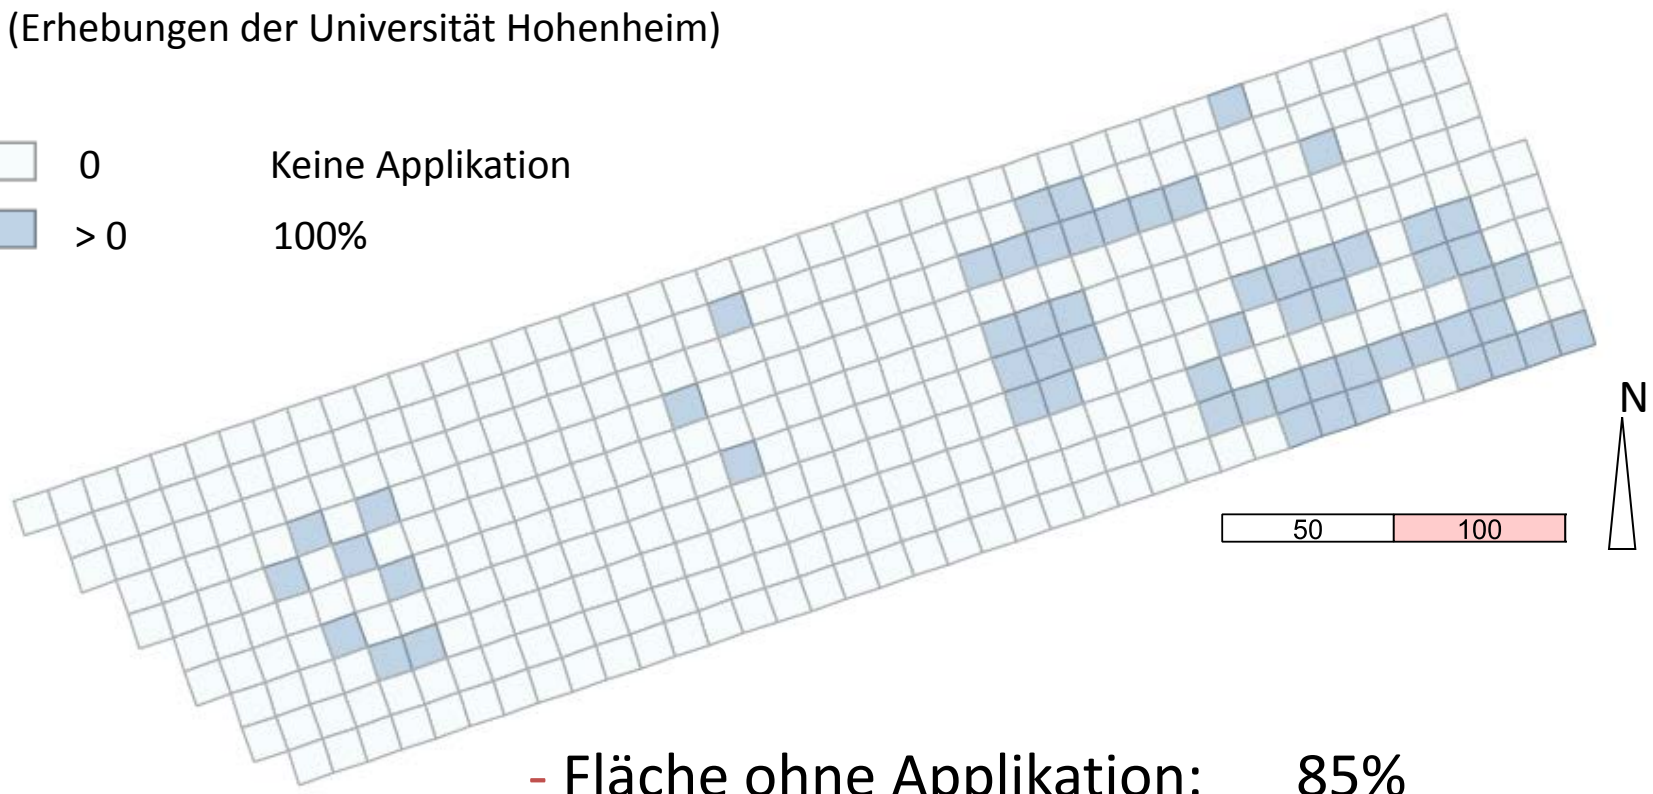 (Erhebungen der Universität Hohenheim)
0 Keine Applikation
> 0 100%
N
50 100
- Fläche ohne Applikation: 85%